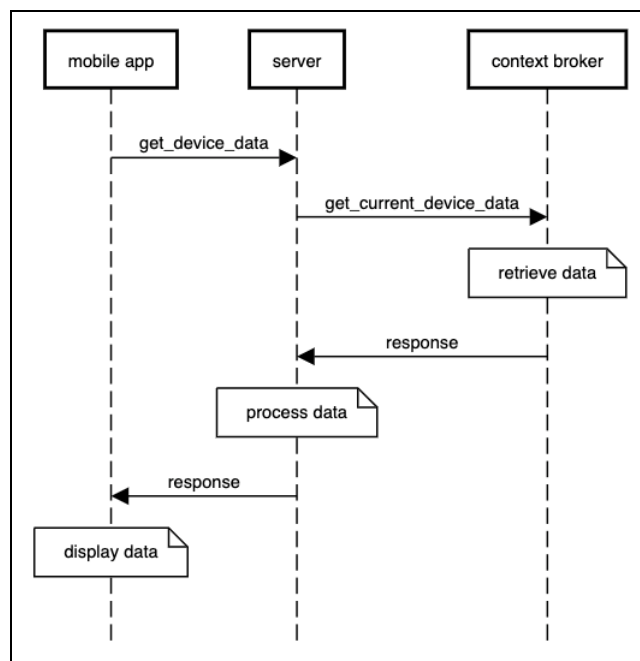 mobile app
server
context broker
get_device_data
get_current_device_data
retrieve data
response
process data
response
display data